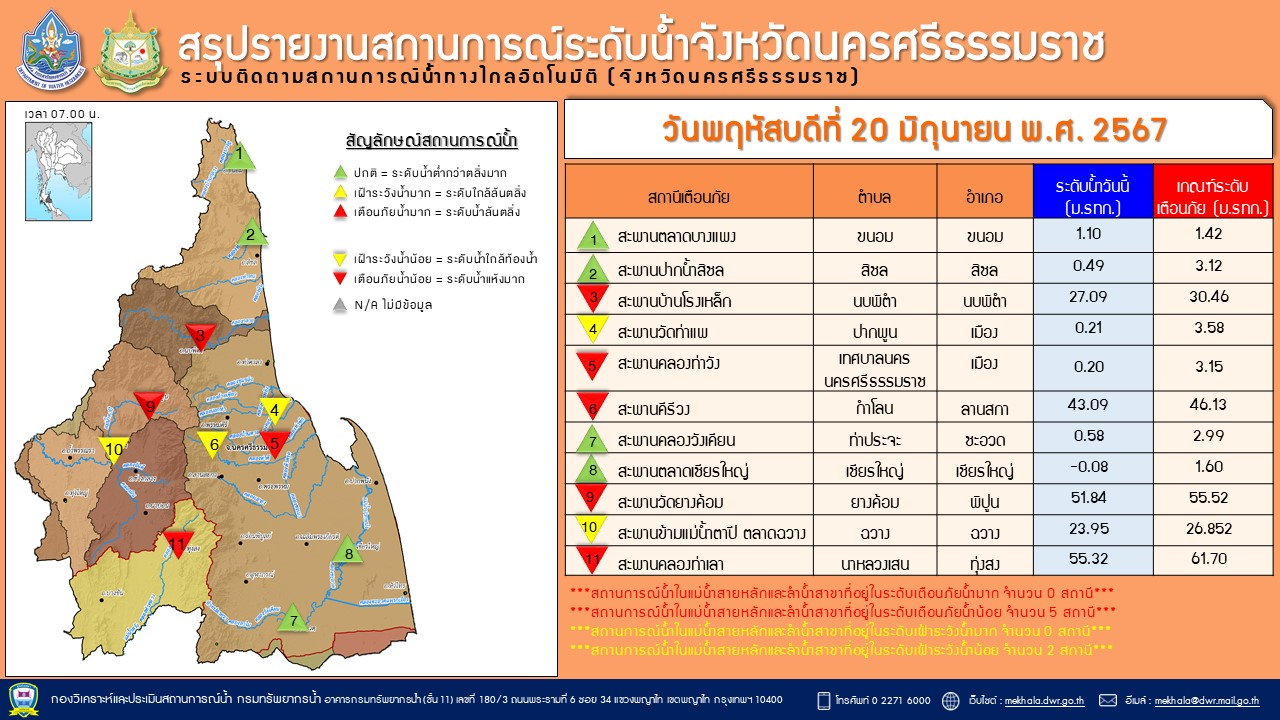 สรุปรายงานสถานการณ์ระดับน้ำจังหวัดนครศรีธรรมราช
ระบบติดตามสถานการณ์น้ำทางไกลอัตโนมัติ (จังหวัดนครศรีธรรมราช)
เวลา 07.00 น.
สัญลักษณ์สถานการณ์น้ำ
ปกติ = ระดับน้ำต่ำกว่าตลิ่งมาก
เฝ้าระวังน้ำมาก = ระดับใกล้ล้นตลิ่ง
เตือนภัยน้ำมาก = ระดับน้ำล้นตลิ่ง
เฝ้าระวังน้ำน้อย = ระดับน้ำใกล้ท้องน้ำ
เตือนภัยน้ำน้อย = ระดับน้ำแห้งมาก
N/A ไม่มีข้อมูล
1
2
3
9
4
10
6
5
11
8
7
วันพฤหัสบดีที่ 20 มิถุนายน พ.ศ. 2567
สถานีเตือนภัย ตำบล อำเภอ ระดับน้ำวันนี้ (ม.รทก.) เกณฑ์ระดับเตือนภัย (ม.รทก.)
1 สะพานตลาดบางแพง ขนอม ขนอม 1.10 1.42
2 สะพานปากน้ำสิชล สิชล สิชล 0.49 3.12
3 สะพานบ้านโรงเหล็ก นบพิตำ นบพิตำ 27.09 30.46
4 สะพานวัดท่าแพ ปากพูน เมือง 0.21 3.58
5 สะพานคลองท่าวัง เทศบาลนครนครศรีธรรมราช เมือง 0.20 3.15
6 สะพานคีรีวง กำโลน ลานสกา 43.09 46.13
7 สะพานคลองวังเคียน ท่าประจะ ชะอวด 0.58 2.99
8 สะพานตลาดเชียรใหญ่ เชียรใหญ่ เชียรใหญ่ -0.08 1.60
9 สะพานวัดยางค้อม ยางค้อม พิปูน 51.84 55.52
10 สะพานข้ามแม่น้ำตาปี ตลาดฉวาง ฉวาง ฉวาง 23.95 26.852
11 สะพานคลองท่าเลา นาหลวงเสน ทุ่งสง 55.32 61.70
***สถานการณ์น้ำในแม่น้ำสายหลักและลำน้ำสาขาที่อยู่ในระดับเตือนภัยน้ำมาก จำนวน 0 สถานี***
***สถานการณ์น้ำในแม่น้ำสายหลักและลำน้ำสาขาที่อยู่ในระดับเตือนภัยน้ำน้อย จำนวน 5 สถานี***
***สถานการณ์น้ำในแม่น้ำสายหลักและลำน้ำสาขาที่อยู่ในระดับเฝ้าระวังน้ำมาก จำนวน 0 สถานี***
***สถานการณ์น้ำในแม่น้ำสายหลักและลำน้ำสาขาที่อยู่ในระดับเฝ้าระวังน้ำน้อย จำนวน 2 สถานี***
กองวิเคราะห์และประเมินสถานการณ์น้ำ กรมทรัพยากรน้ำ อาคารกรมทรัพยากรน้ำ (ชั้น 11) เลขที่ 180/3 ถนนพระรามที่ 6 ซอย 34 แขวงพญาไท เขตพญาไท กรุงเทพฯ 10400 โทรศัพท์ 0 2271 6000 เว็บไซต์ : mekhala.dwr.go.th อีเมล์ : mekhala@dwr.mail.go.th